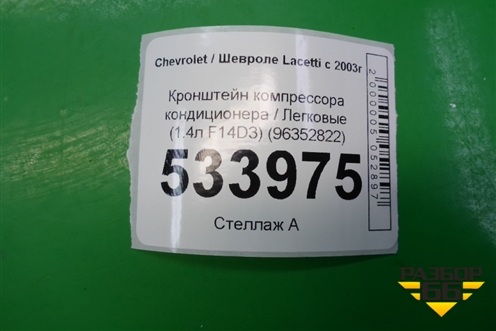 Chevrolet / Шевроле Lacetti с 2003г
Кронштейн компрессора
кондиционера / Легковые
(1.4л F14D3) (96352822)
533975
Стеллаж А
2000005052897
РАЗБОР
66